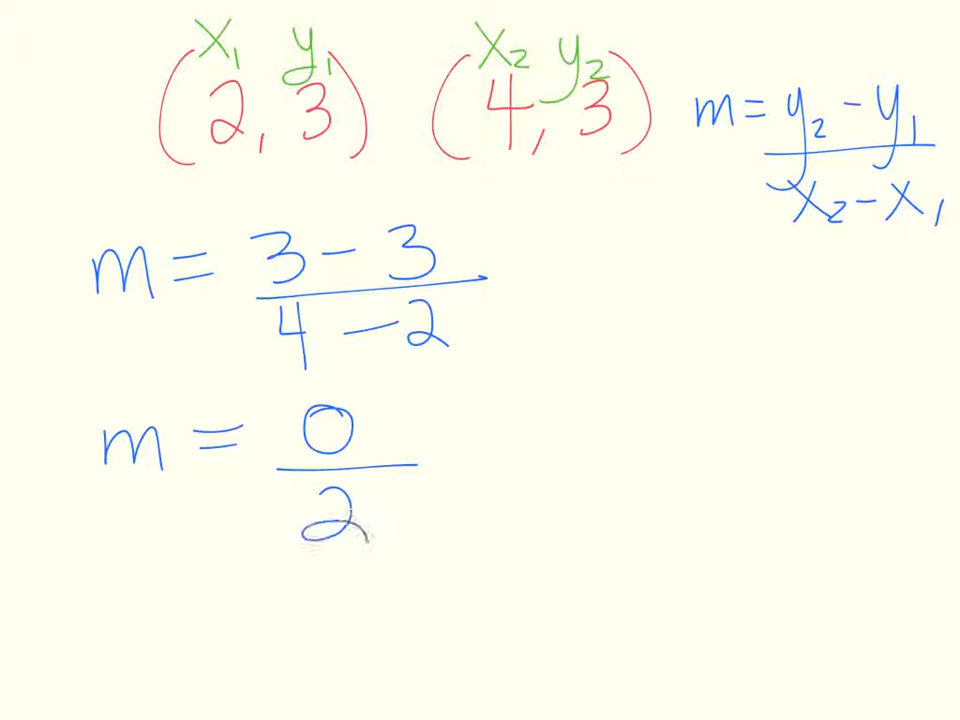 x₁ y₁ x₂ y₂
(2, 3) (4, 3)
m = y₂ - y₁
x₂ - x₁
m = 3 - 3
4 - 2
m = 0
2